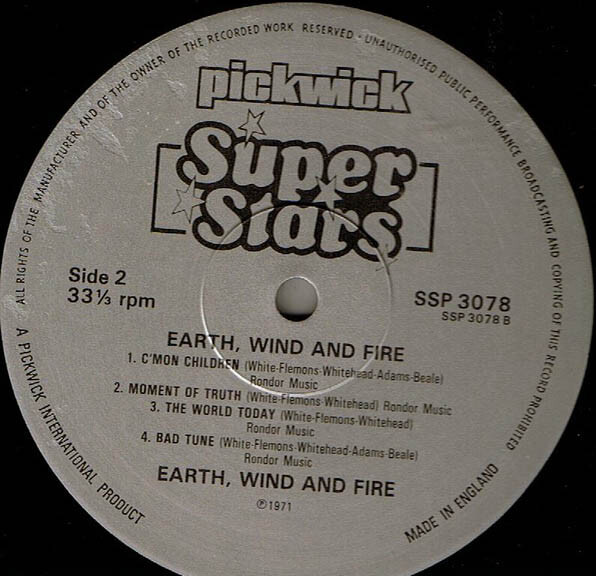 ALL RIGHTS OF THE MANUFACTURER AND OF THE OWNER OF THE RECORDED WORK RESERVED - UNAUTHORISED PUBLIC PERFORMANCE BROADCASTING AND COPYING OF THIS RECORD PROHIBITED
pickwick
Super
Stars
Side 2
33⅓ rpm
SSP 3078
SSP 3078 B
EARTH, WIND AND FIRE
1. C'MON CHILDREN (White-Flemons-Whitehead-Adams-Beale)
Rondor Music
2. MOMENT OF TRUTH (White-Flemons-Whitehead) Rondor Music
3. THE WORLD TODAY (White-Flemons-Whitehead)
Rondor Music
4. BAD TUNE (White-Flemons-Whitehead-Adams-Beale)
Rondor Music
EARTH, WIND AND FIRE
℗1971
A PICKWICK INTERNATIONAL PRODUCT
MADE IN ENGLAND